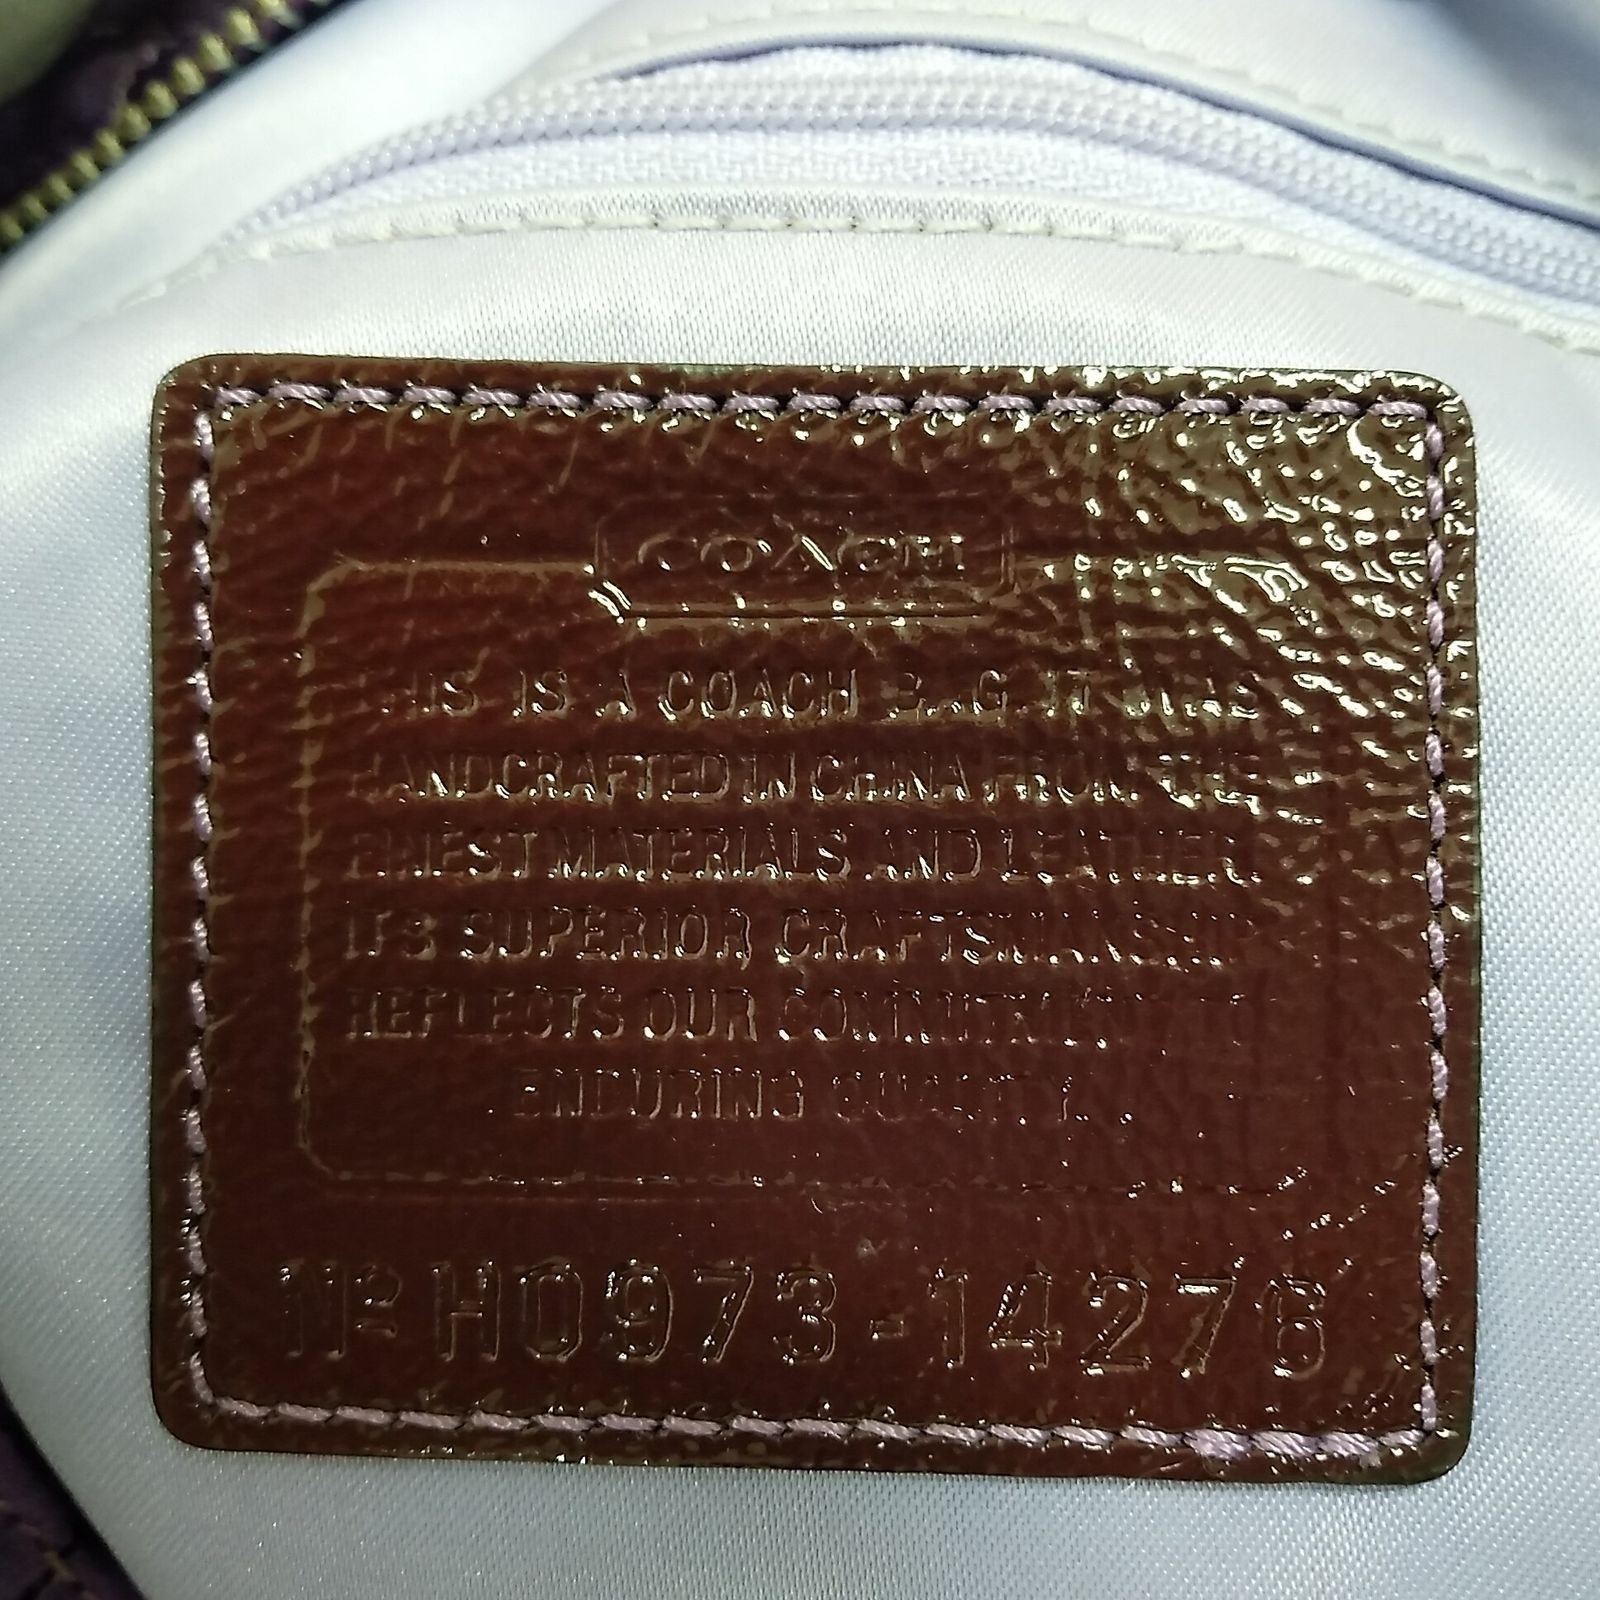 COACH
THIS IS A COACH BAG. IT WAS
HANDCRAFTED IN CHINA FROM THE
FINEST MATERIALS AND LEATHER.
ITS SUPERIOR CRAFTSMANSHIP
REFLECTS OUR COMMITMENT TO
ENDURING QUALITY.
Nº H0973-14276